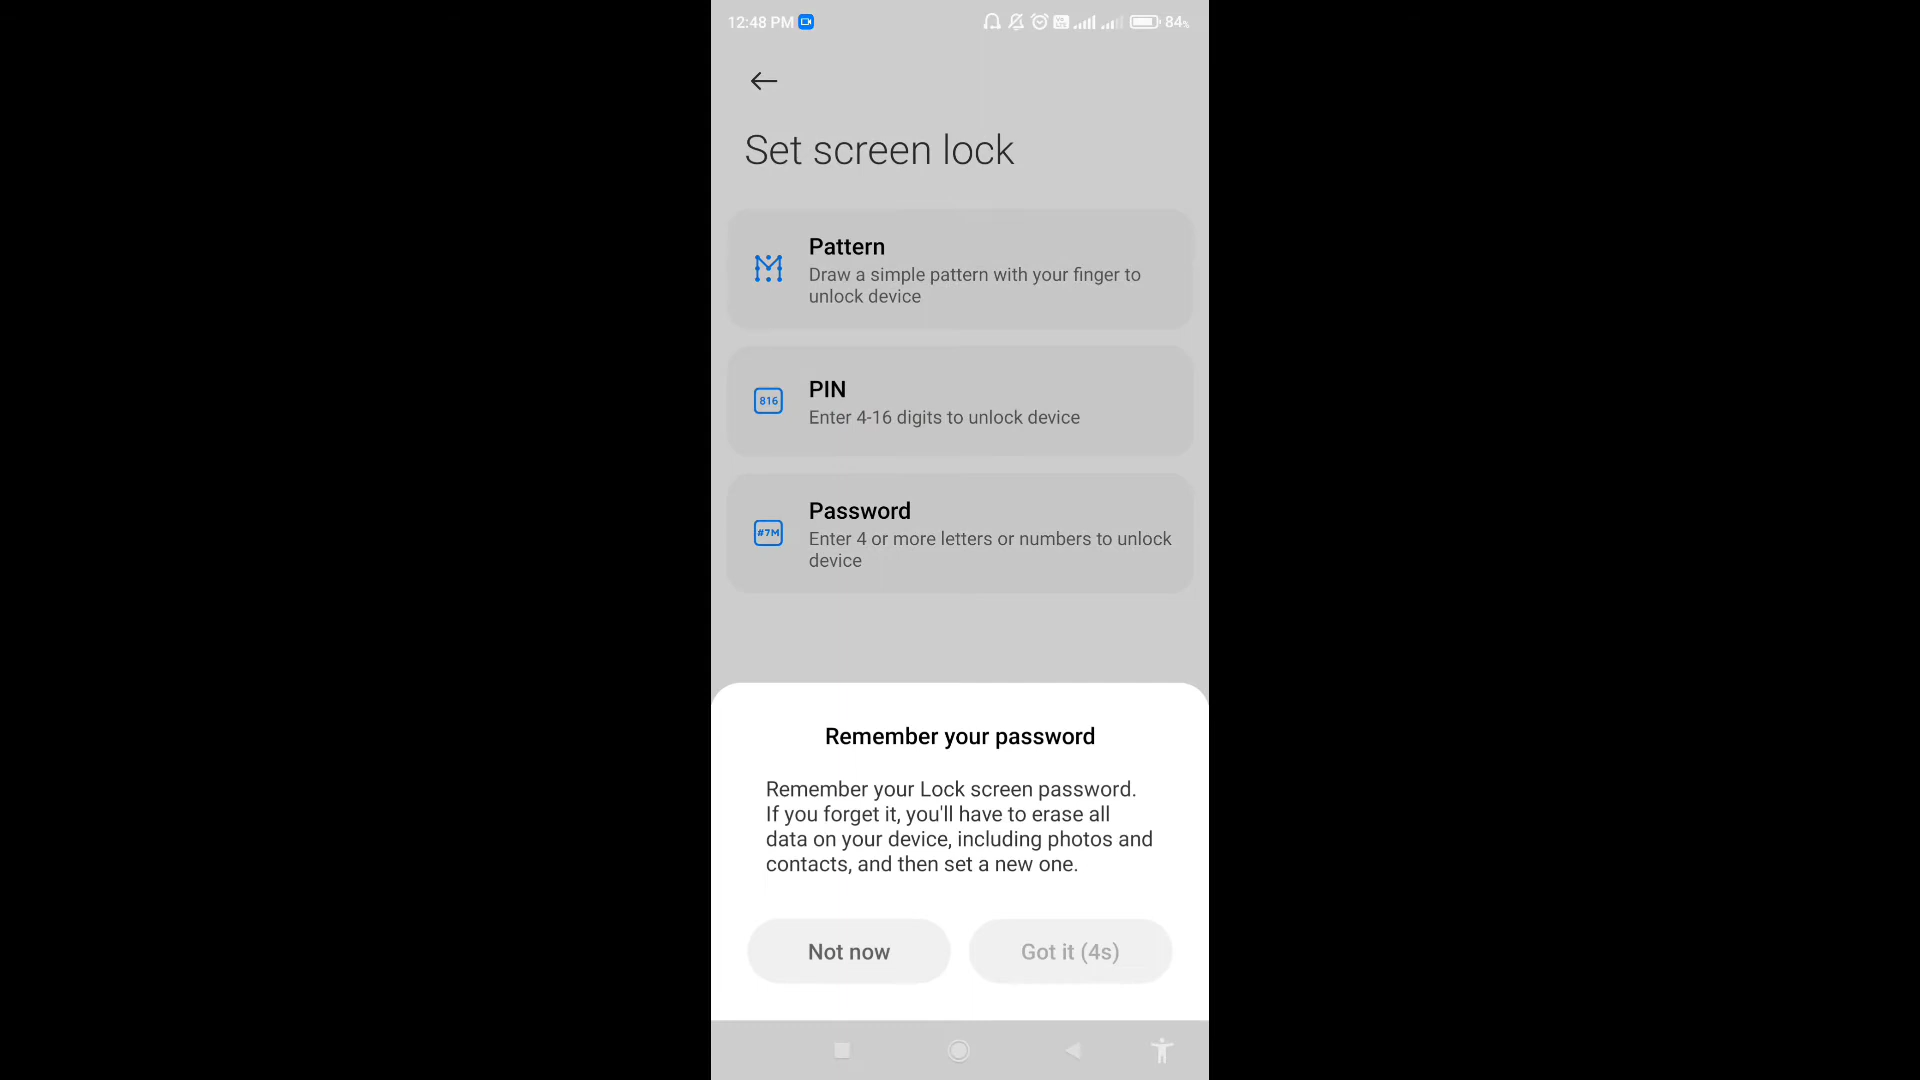 12:48 PM 84%
Set screen lock
Pattern
Draw a simple pattern with your finger to
unlock device
816
PIN
Enter 4-16 digits to unlock device
#7M
Password
Enter 4 or more letters or numbers to unlock
device
Remember your password
Remember your Lock screen password.
If you forget it, you'll have to erase all
data on your device, including photos and
contacts, and then set a new one.
Not now
Got it (4s)